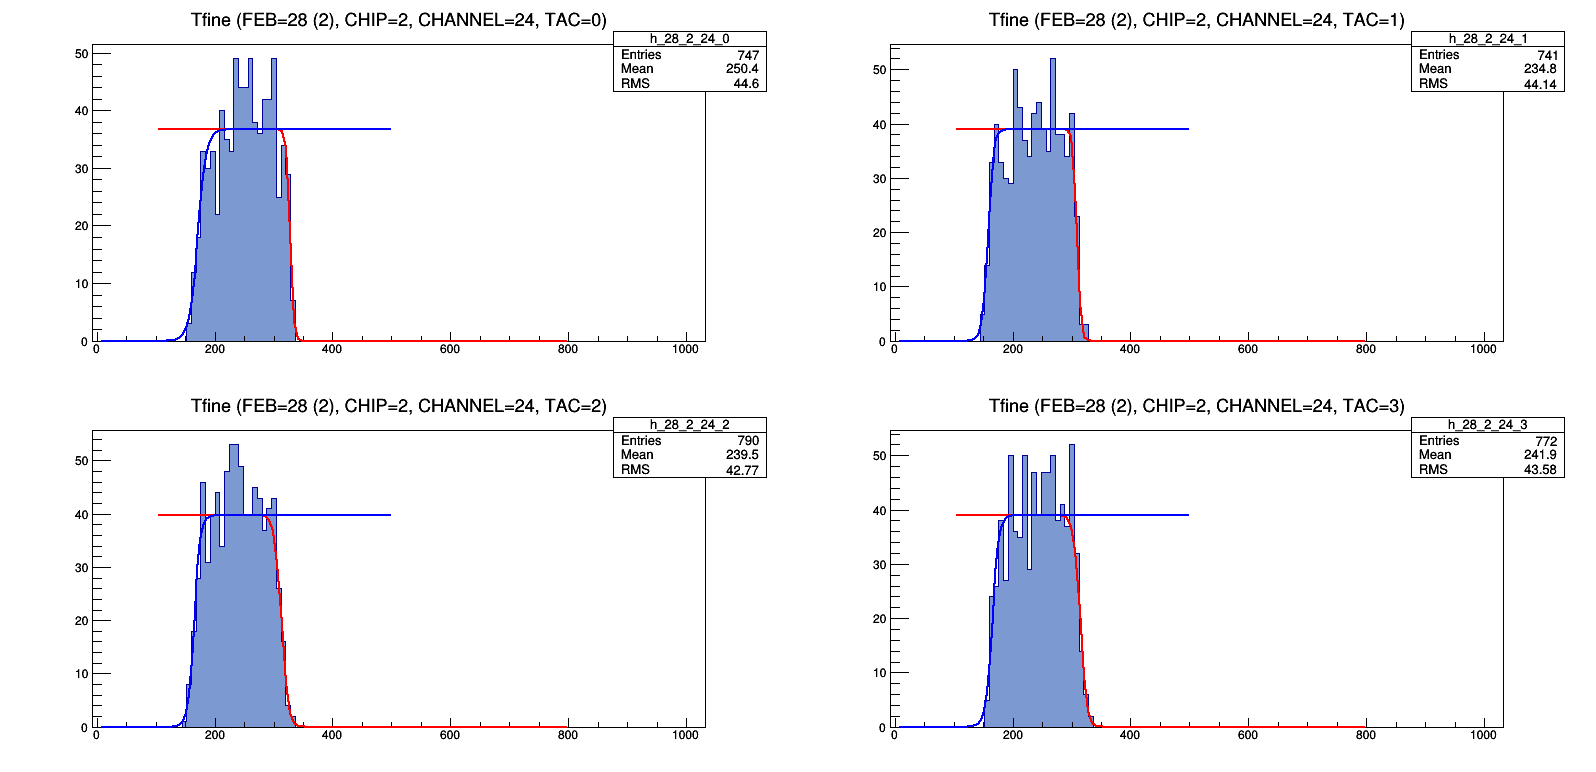 Tfine (FEB=28 (2), CHIP=2, CHANNEL=24, TAC=0)
h_28_2_24_0
Entries 747
Mean 250.4
RMS 44.6
50
40
30
20
10
0
0 200 400 600 800 1000
Tfine (FEB=28 (2), CHIP=2, CHANNEL=24, TAC=1)
h_28_2_24_1
Entries 741
Mean 234.8
RMS 44.14
50
40
30
20
10
0
0 200 400 600 800 1000
Tfine (FEB=28 (2), CHIP=2, CHANNEL=24, TAC=2)
h_28_2_24_2
Entries 790
Mean 239.5
RMS 42.77
50
40
30
20
10
0
0 200 400 600 800 1000
Tfine (FEB=28 (2), CHIP=2, CHANNEL=24, TAC=3)
h_28_2_24_3
Entries 772
Mean 241.9
RMS 43.58
50
40
30
20
10
0
0 200 400 600 800 1000